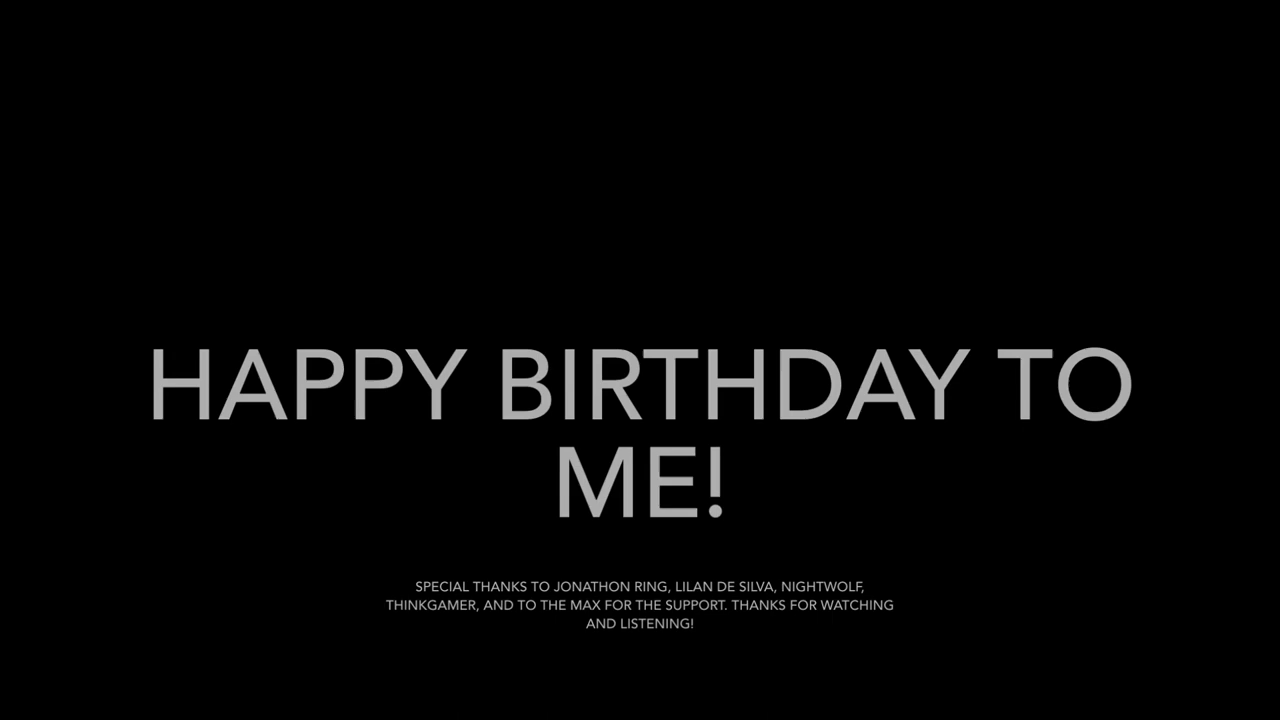 HAPPY BIRTHDAY TO
ME!
SPECIAL THANKS TO JONATHON RING, LILAN DE SILVA, NIGHTWOLF,
THINKGAMER, AND TO THE MAX FOR THE SUPPORT. THANKS FOR WATCHING
AND LISTENING!